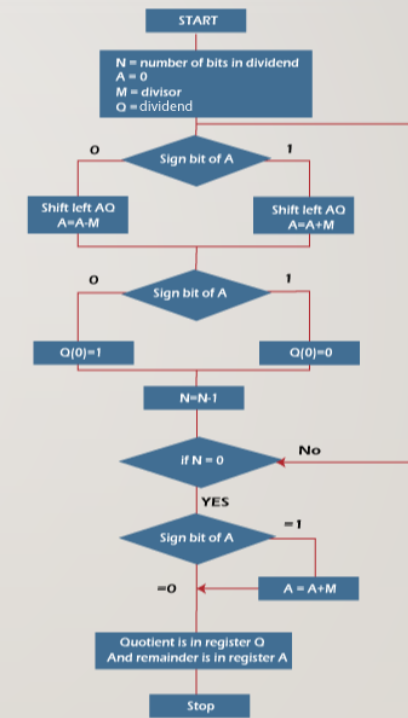 START
N = number of bits in dividend
A = 0
M = divisor
Q = dividend
Sign bit of A
0
1
Shift left AQ
A=A-M
Shift left AQ
A=A+M
Sign bit of A
0
1
Q(0)=1
Q(0)=0
N=N-1
if N = 0
No
YES
Sign bit of A
=1
=0
A = A+M
Quotient is in register Q
And remainder is in register A
Stop